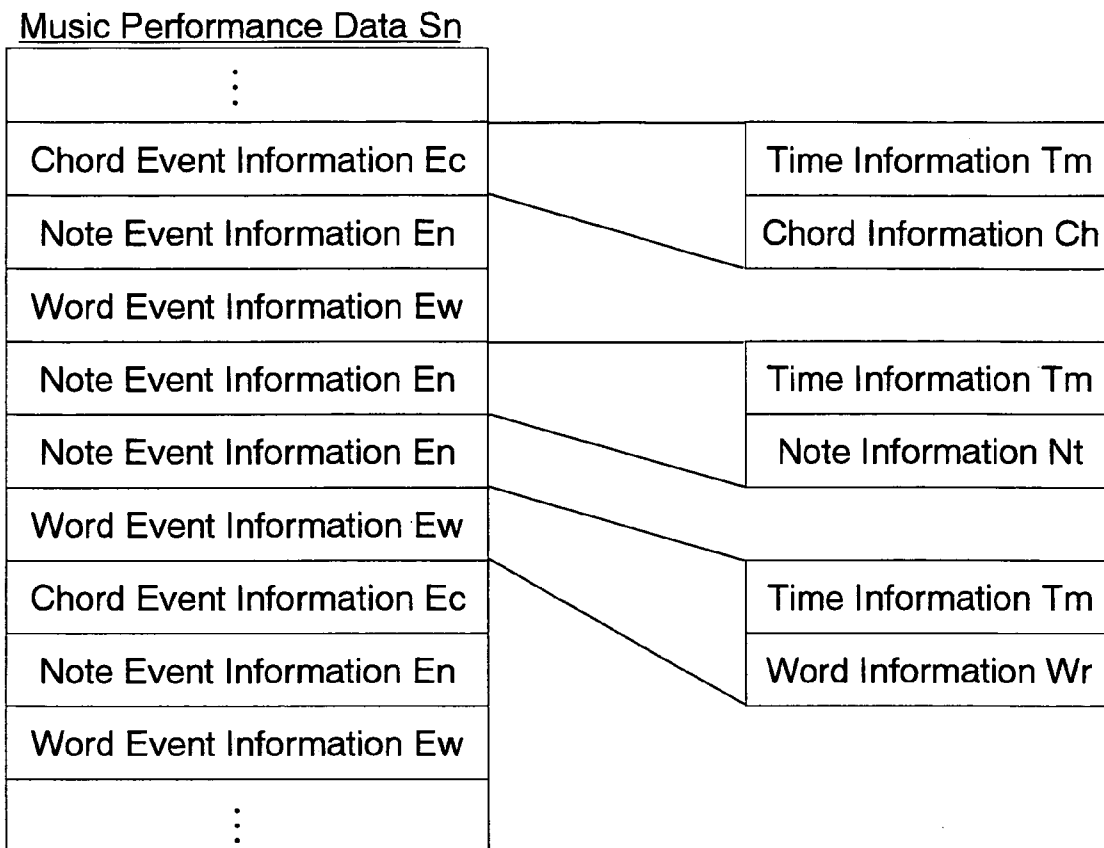 Music Performance Data Sn
⋮
Chord Event Information Ec
Note Event Information En
Word Event Information Ew
Note Event Information En
Note Event Information En
Word Event Information Ew
Chord Event Information Ec
Note Event Information En
Word Event Information Ew
⋮
Time Information Tm
Chord Information Ch
Time Information Tm
Note Information Nt
Time Information Tm
Word Information Wr